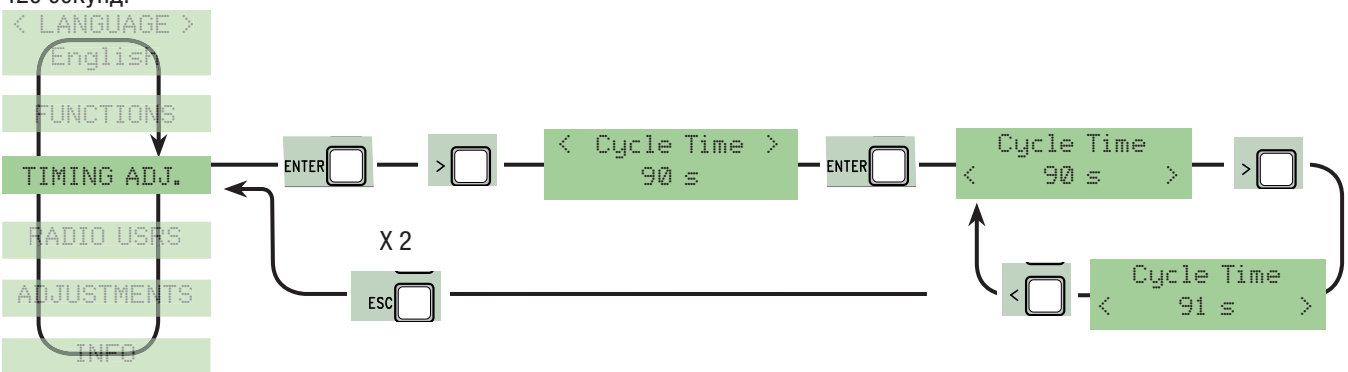 < LANGUAGE >
English
FUNCTIONS
TIMING ADJ.
RADIO USRS
ADJUSTMENTS
INFO
ENTER
>
< Cycle Time >
90 s
ENTER
Cycle Time
< 90 s >
>
X 2
ESC
<
Cycle Time
< 91 s >